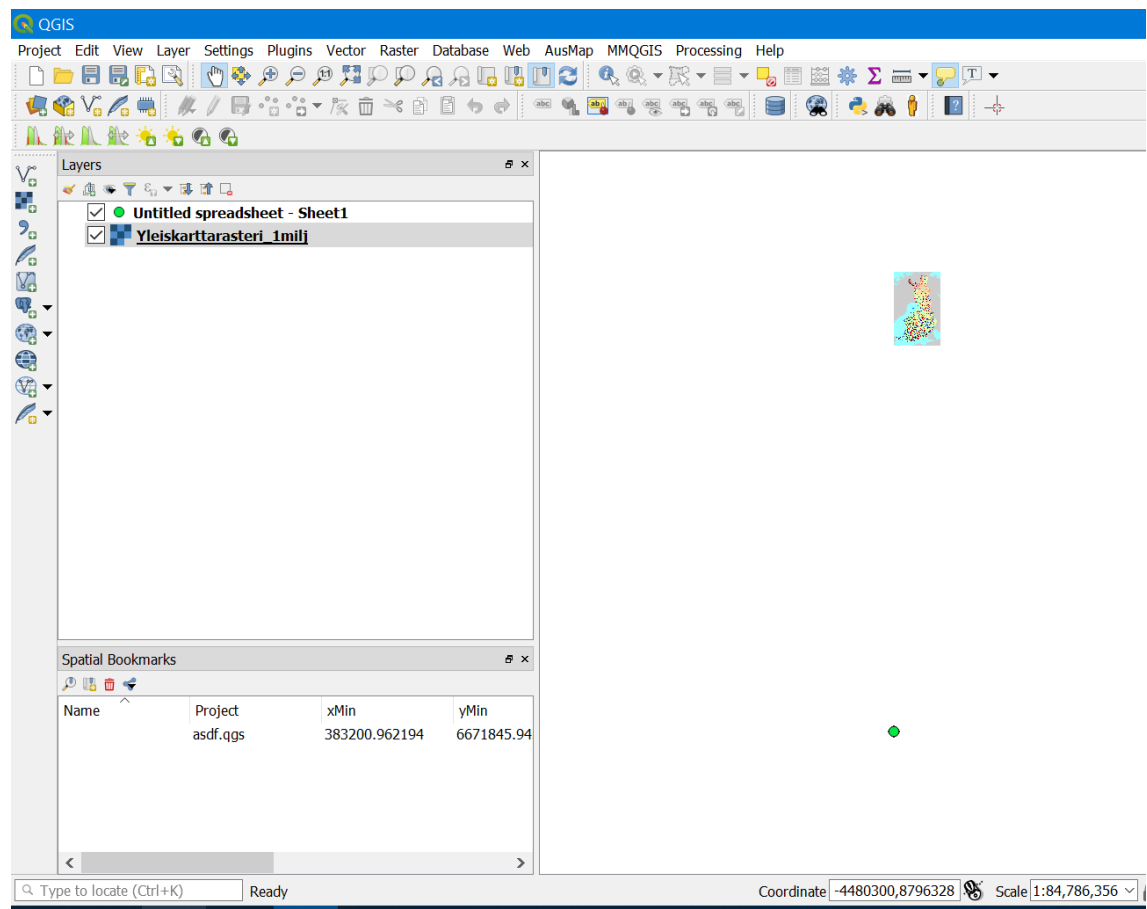 QGIS
Project Edit View Layer Settings Plugins Vector Raster Database Web AusMap MMQGIS Processing Help
Layers
Untitled spreadsheet - Sheet1
Yleiskarttarasteri_1milj
Spatial Bookmarks
Name Project xMin yMin
asdf.qgs 383200.962194 6671845.94
Type to locate (Ctrl+K) Ready Coordinate -4480300,8796328 Scale 1:84,786,356